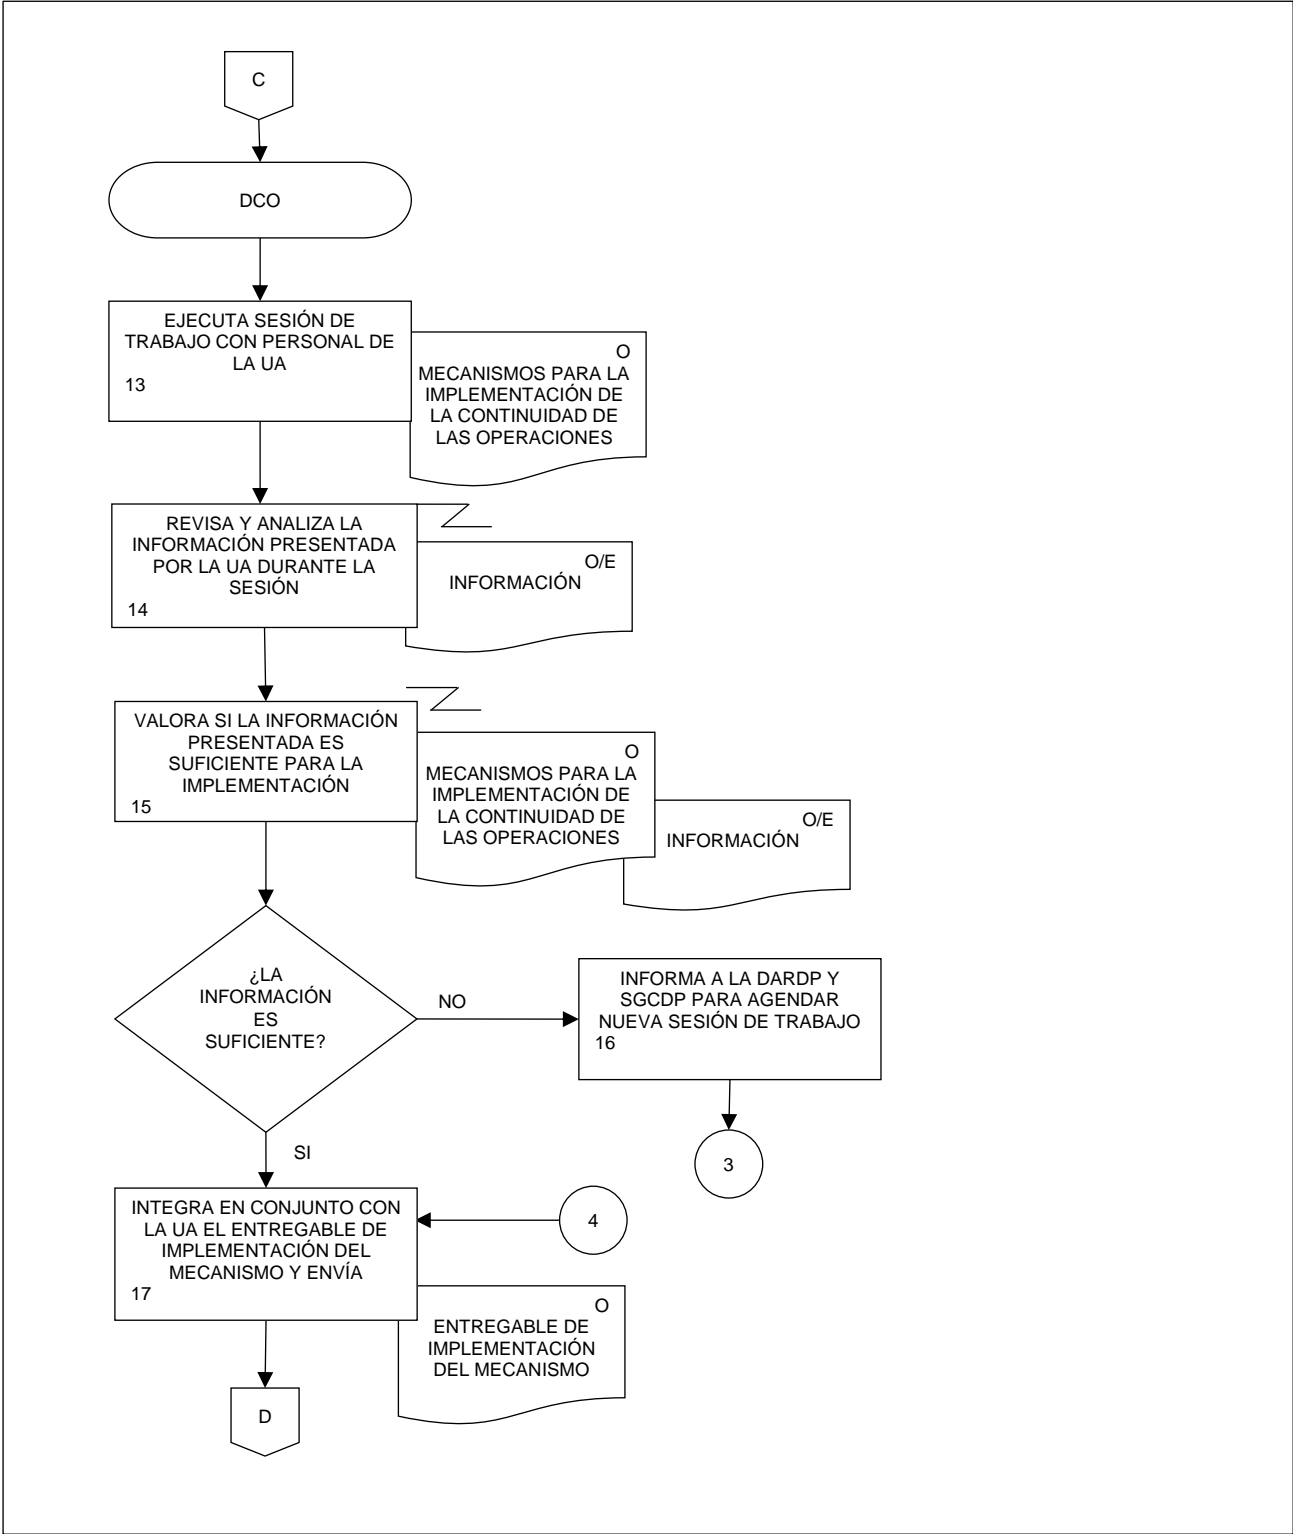 C
DCO
EJECUTA SESIÓN DE
TRABAJO CON PERSONAL DE
LA UA
13
O
MECANISMOS PARA LA
IMPLEMENTACIÓN DE
LA CONTINUIDAD DE
LAS OPERACIONES
REVISA Y ANALIZA LA
INFORMACIÓN PRESENTADA
POR LA UA DURANTE LA
SESIÓN
14
O/E
INFORMACIÓN
VALORA SI LA INFORMACIÓN
PRESENTADA ES
SUFICIENTE PARA LA
IMPLEMENTACIÓN
15
O
MECANISMOS PARA LA
IMPLEMENTACIÓN DE
LA CONTINUIDAD DE
LAS OPERACIONES
O/E
INFORMACIÓN
¿LA
INFORMACIÓN
ES
SUFICIENTE?
NO
INFORMA A LA DARDP Y
SGCDP PARA AGENDAR
NUEVA SESIÓN DE TRABAJO
16
3
SI
INTEGRA EN CONJUNTO CON
LA UA EL ENTREGABLE DE
IMPLEMENTACIÓN DEL
MECANISMO Y ENVÍA
17
4
O
ENTREGABLE DE
IMPLEMENTACIÓN
DEL MECANISMO
D